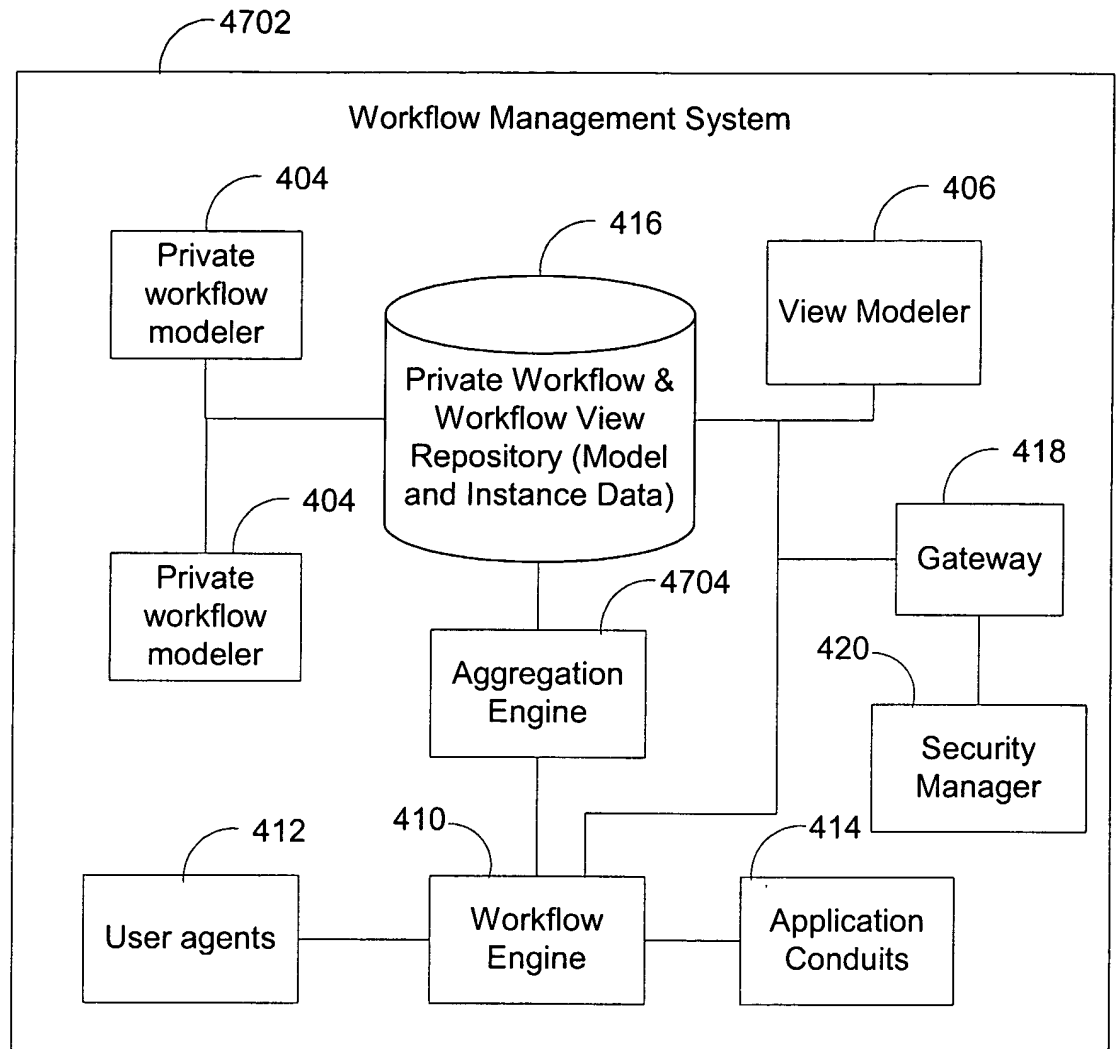 4702
Workflow Management System
404
Private
workflow
modeler
416
Private Workflow &
Workflow View
Repository (Model
and Instance Data)
406
View Modeler
404
Private
workflow
modeler
418
Gateway
4704
Aggregation
Engine
420
Security
Manager
412
User agents
410
Workflow
Engine
414
Application
Conduits